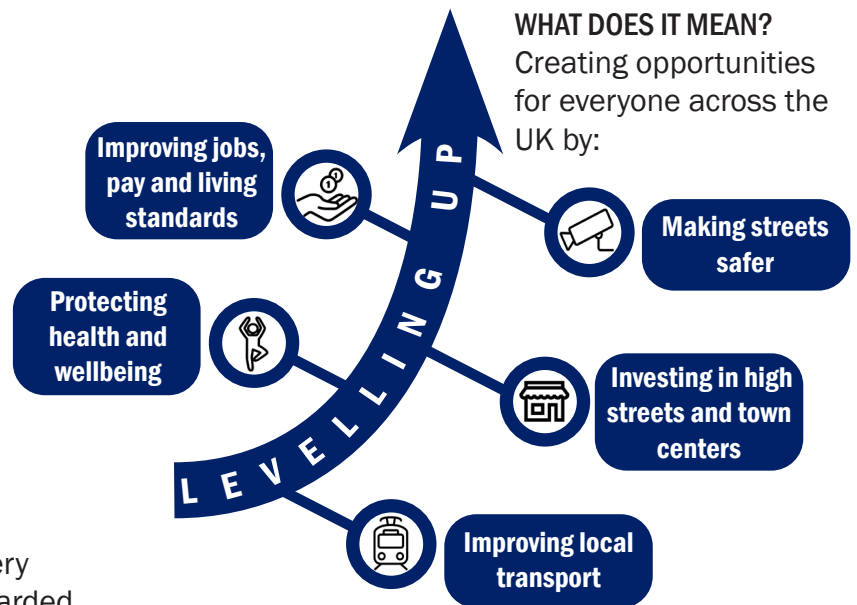 WHAT DOES IT MEAN?
Creating opportunities
for everyone across the
UK by:
Improving jobs,
pay and living
standards
Making streets
safer
Protecting
health and
wellbeing
Investing in high
streets and town
centers
LEVELLING UP
Improving local
transport